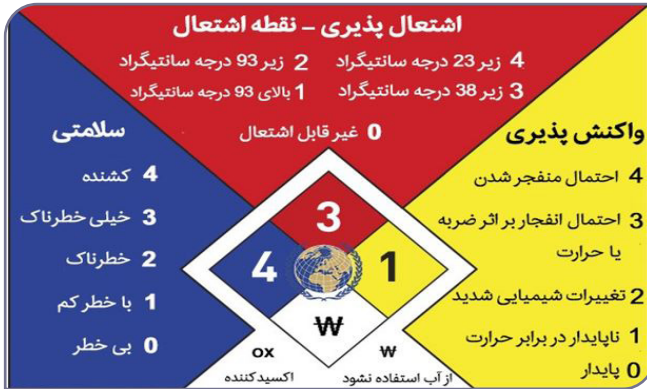 اشتعال پذیری – نقطه اشتعال
4 زیر 23 درجه سانتیگراد
2 زیر 93 درجه سانتیگراد
3 زیر 38 درجه سانتیگراد
1 بالای 93 درجه سانتیگراد
0 غیر قابل اشتعال
واکنش پذیری
4 احتمال منفجر شدن
3 احتمال انفجار بر اثر ضربه
یا حرارت
2 تغییرات شیمیایی شدید
1 ناپایدار در برابر حرارت
0 پایدار
سلامتی
4 کشنده
3 خیلی خطرناک
2 خطرناک
1 با خطر کم
0 بی خطر
3
4
1
W
W
از آب استفاده نشود
OX
اکسید کننده